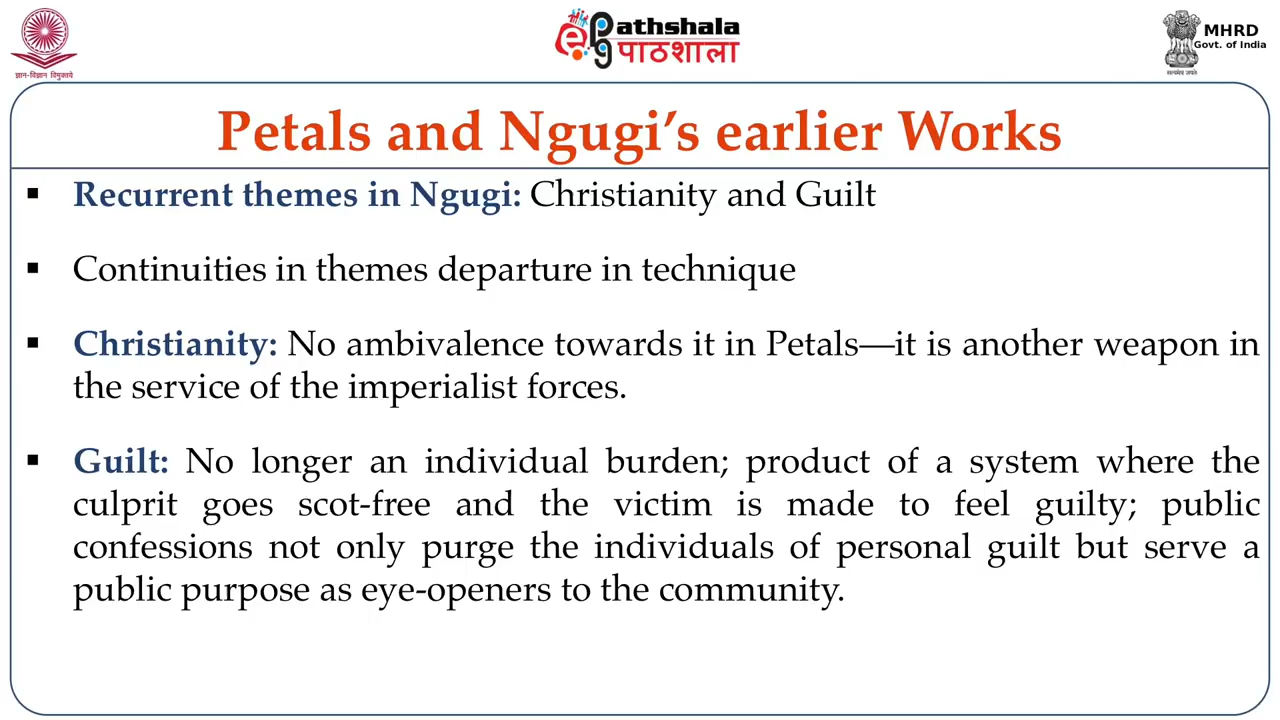 ज्ञान-विज्ञान विमुक्तये
ePathshala
पाठशाला
MHRD
Govt. of India
सत्यमेव जयते
Petals and Ngugi’s earlier Works
▪ Recurrent themes in Ngugi: Christianity and Guilt
▪ Continuities in themes departure in technique
▪ Christianity: No ambivalence towards it in Petals—it is another weapon in
the service of the imperialist forces.
▪ Guilt: No longer an individual burden; product of a system where the
culprit goes scot-free and the victim is made to feel guilty; public
confessions not only purge the individuals of personal guilt but serve a
public purpose as eye-openers to the community.